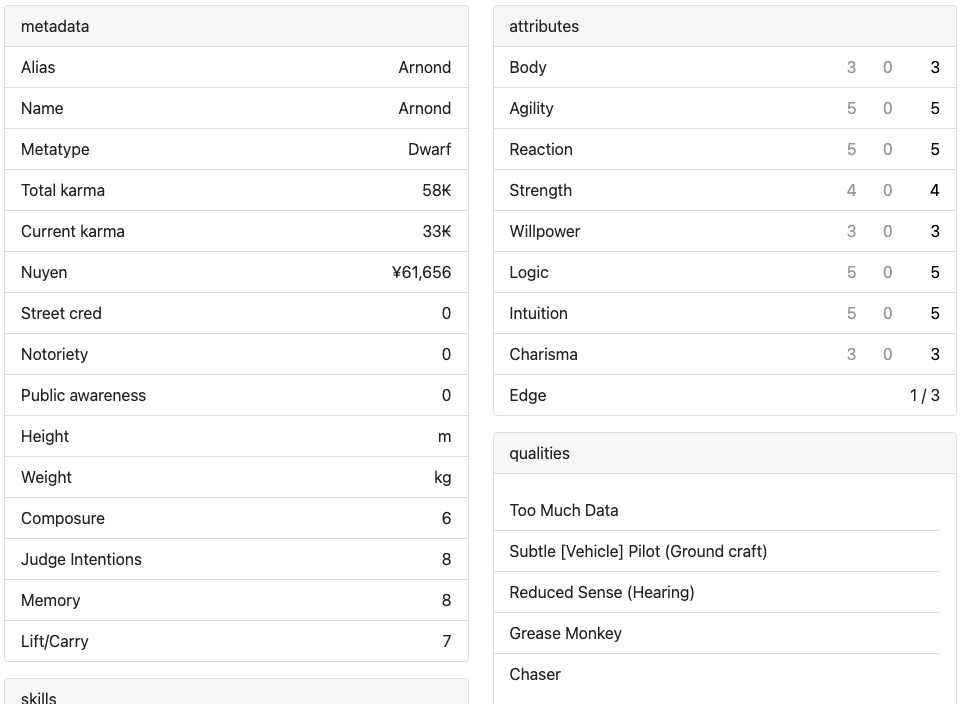 metadata
Alias Arnond
Name Arnond
Metatype Dwarf
Total karma 58₭
Current karma 33₭
Nuyen ¥61,656
Street cred 0
Notoriety 0
Public awareness 0
Height m
Weight kg
Composure 6
Judge Intentions 8
Memory 8
Lift/Carry 7
skills
attributes
Body 3 0 3
Agility 5 0 5
Reaction 5 0 5
Strength 4 0 4
Willpower 3 0 3
Logic 5 0 5
Intuition 5 0 5
Charisma 3 0 3
Edge 1 / 3
qualities
Too Much Data
Subtle [Vehicle] Pilot (Ground craft)
Reduced Sense (Hearing)
Grease Monkey
Chaser